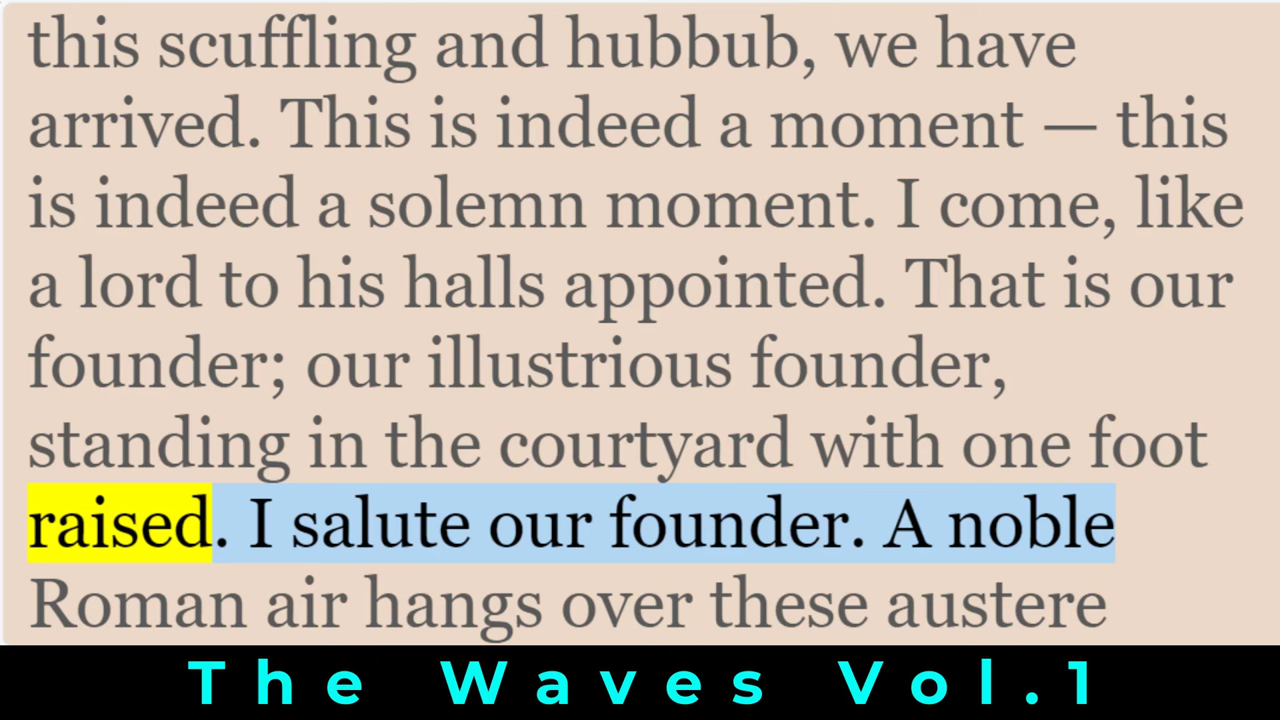 this scuffling and hubbub, we have
arrived. This is indeed a moment — this
is indeed a solemn moment. I come, like
a lord to his halls appointed. That is our
founder; our illustrious founder,
standing in the courtyard with one foot
raised. I salute our founder. A noble
Roman air hangs over these austere
The Waves Vol.1